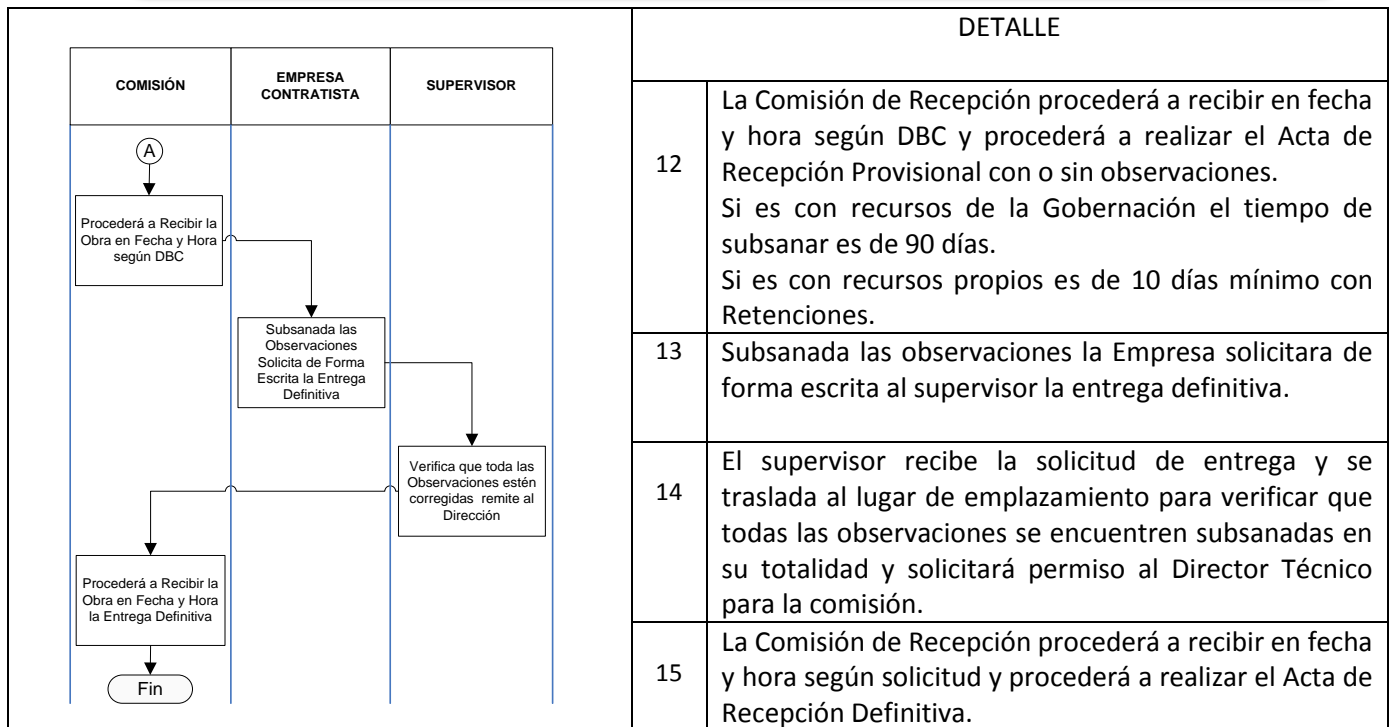 COMISIÓN
EMPRESA
CONTRATISTA
SUPERVISOR
A
Procederá a Recibir la
Obra en Fecha y Hora
según DBC
Subsanada las
Observaciones
Solicita de Forma
Escrita la Entrega
Definitiva
Verifica que toda las
Observaciones estén
corregidas remite al
Dirección
Procederá a Recibir la
Obra en Fecha y Hora
la Entrega Definitiva
Fin
DETALLE
12
La Comisión de Recepción procederá a recibir en fecha
y hora según DBC y procederá a realizar el Acta de
Recepción Provisional con o sin observaciones.
Si es con recursos de la Gobernación el tiempo de
subsanar es de 90 días.
Si es con recursos propios es de 10 días mínimo con
Retenciones.
13
Subsanada las observaciones la Empresa solicitara de
forma escrita al supervisor la entrega definitiva.
14
El supervisor recibe la solicitud de entrega y se
traslada al lugar de emplazamiento para verificar que
todas las observaciones se encuentren subsanadas en
su totalidad y solicitará permiso al Director Técnico
para la comisión.
15
La Comisión de Recepción procederá a recibir en fecha
y hora según solicitud y procederá a realizar el Acta de
Recepción Definitiva.